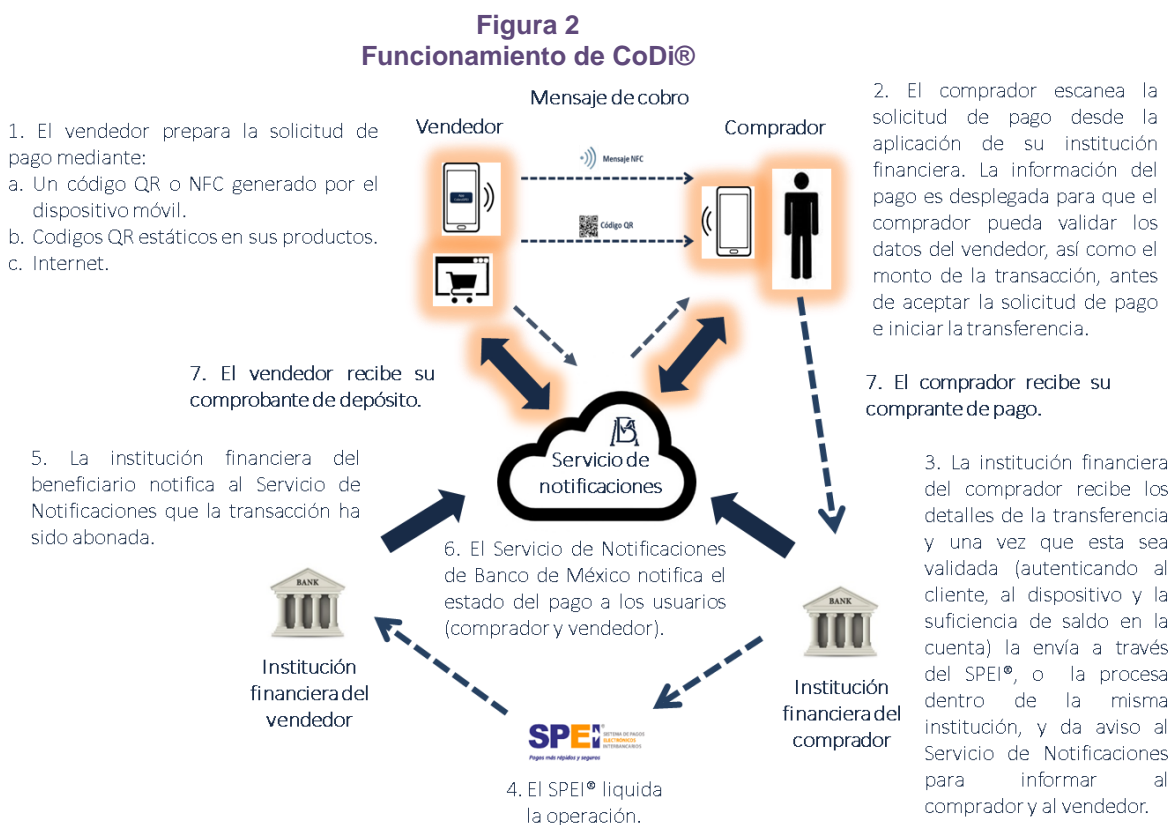 Figura 2
Funcionamiento de CoDi®
Mensaje de cobro
Vendedor
Comprador
Mensaje NFC
Código QR
1. El vendedor prepara la solicitud de
pago mediante:
a. Un código QR o NFC generado por el
dispositivo móvil.
b. Codigos QR estáticos en sus productos.
c. Internet.
2. El comprador escanea la
solicitud de pago desde la
aplicación de su institución
financiera. La información del
pago es desplegada para que el
comprador pueda validar los
datos del vendedor, así como el
monto de la transacción, antes
de aceptar la solicitud de pago
e iniciar la transferencia.
7. El vendedor recibe su
comprobante de depósito.
7. El comprador recibe su
comprante de pago.
Servicio de
notificaciones
5. La institución financiera del
beneficiario notifica al Servicio de
Notificaciones que la transacción ha
sido abonada.
6. El Servicio de Notificaciones
de Banco de México notifica el
estado del pago a los usuarios
(comprador y vendedor).
3. La institución financiera
del comprador recibe los
detalles de la transferencia
y una vez que esta sea
validada (autenticando al
cliente, al dispositivo y la
suficiencia de saldo en la
cuenta) la envía a través
del SPEI®, o la procesa
dentro de la misma
institución, y da aviso al
Servicio de Notificaciones
para informar al
comprador y al vendedor.
BANK
Institución
financiera del
vendedor
BANK
Institución
financiera del
comprador
SPEI®
SISTEMA DE PAGOS
ELECTRÓNICOS
INTERBANCARIOS
Pagos más rápidos y seguros
4. El SPEI® liquida
la operación.